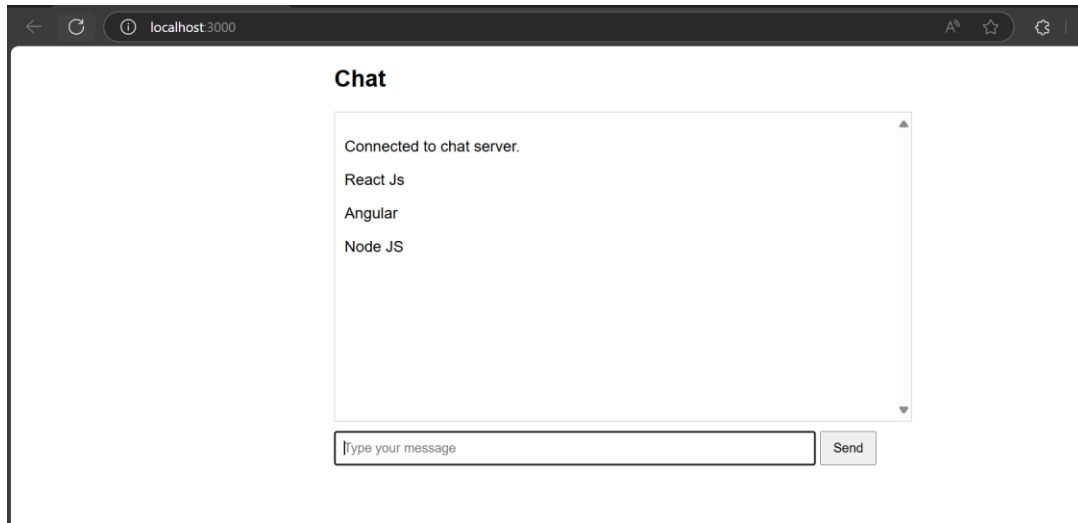 localhost:3000
Chat
Connected to chat server.
React Js
Angular
Node JS
Type your message
Send